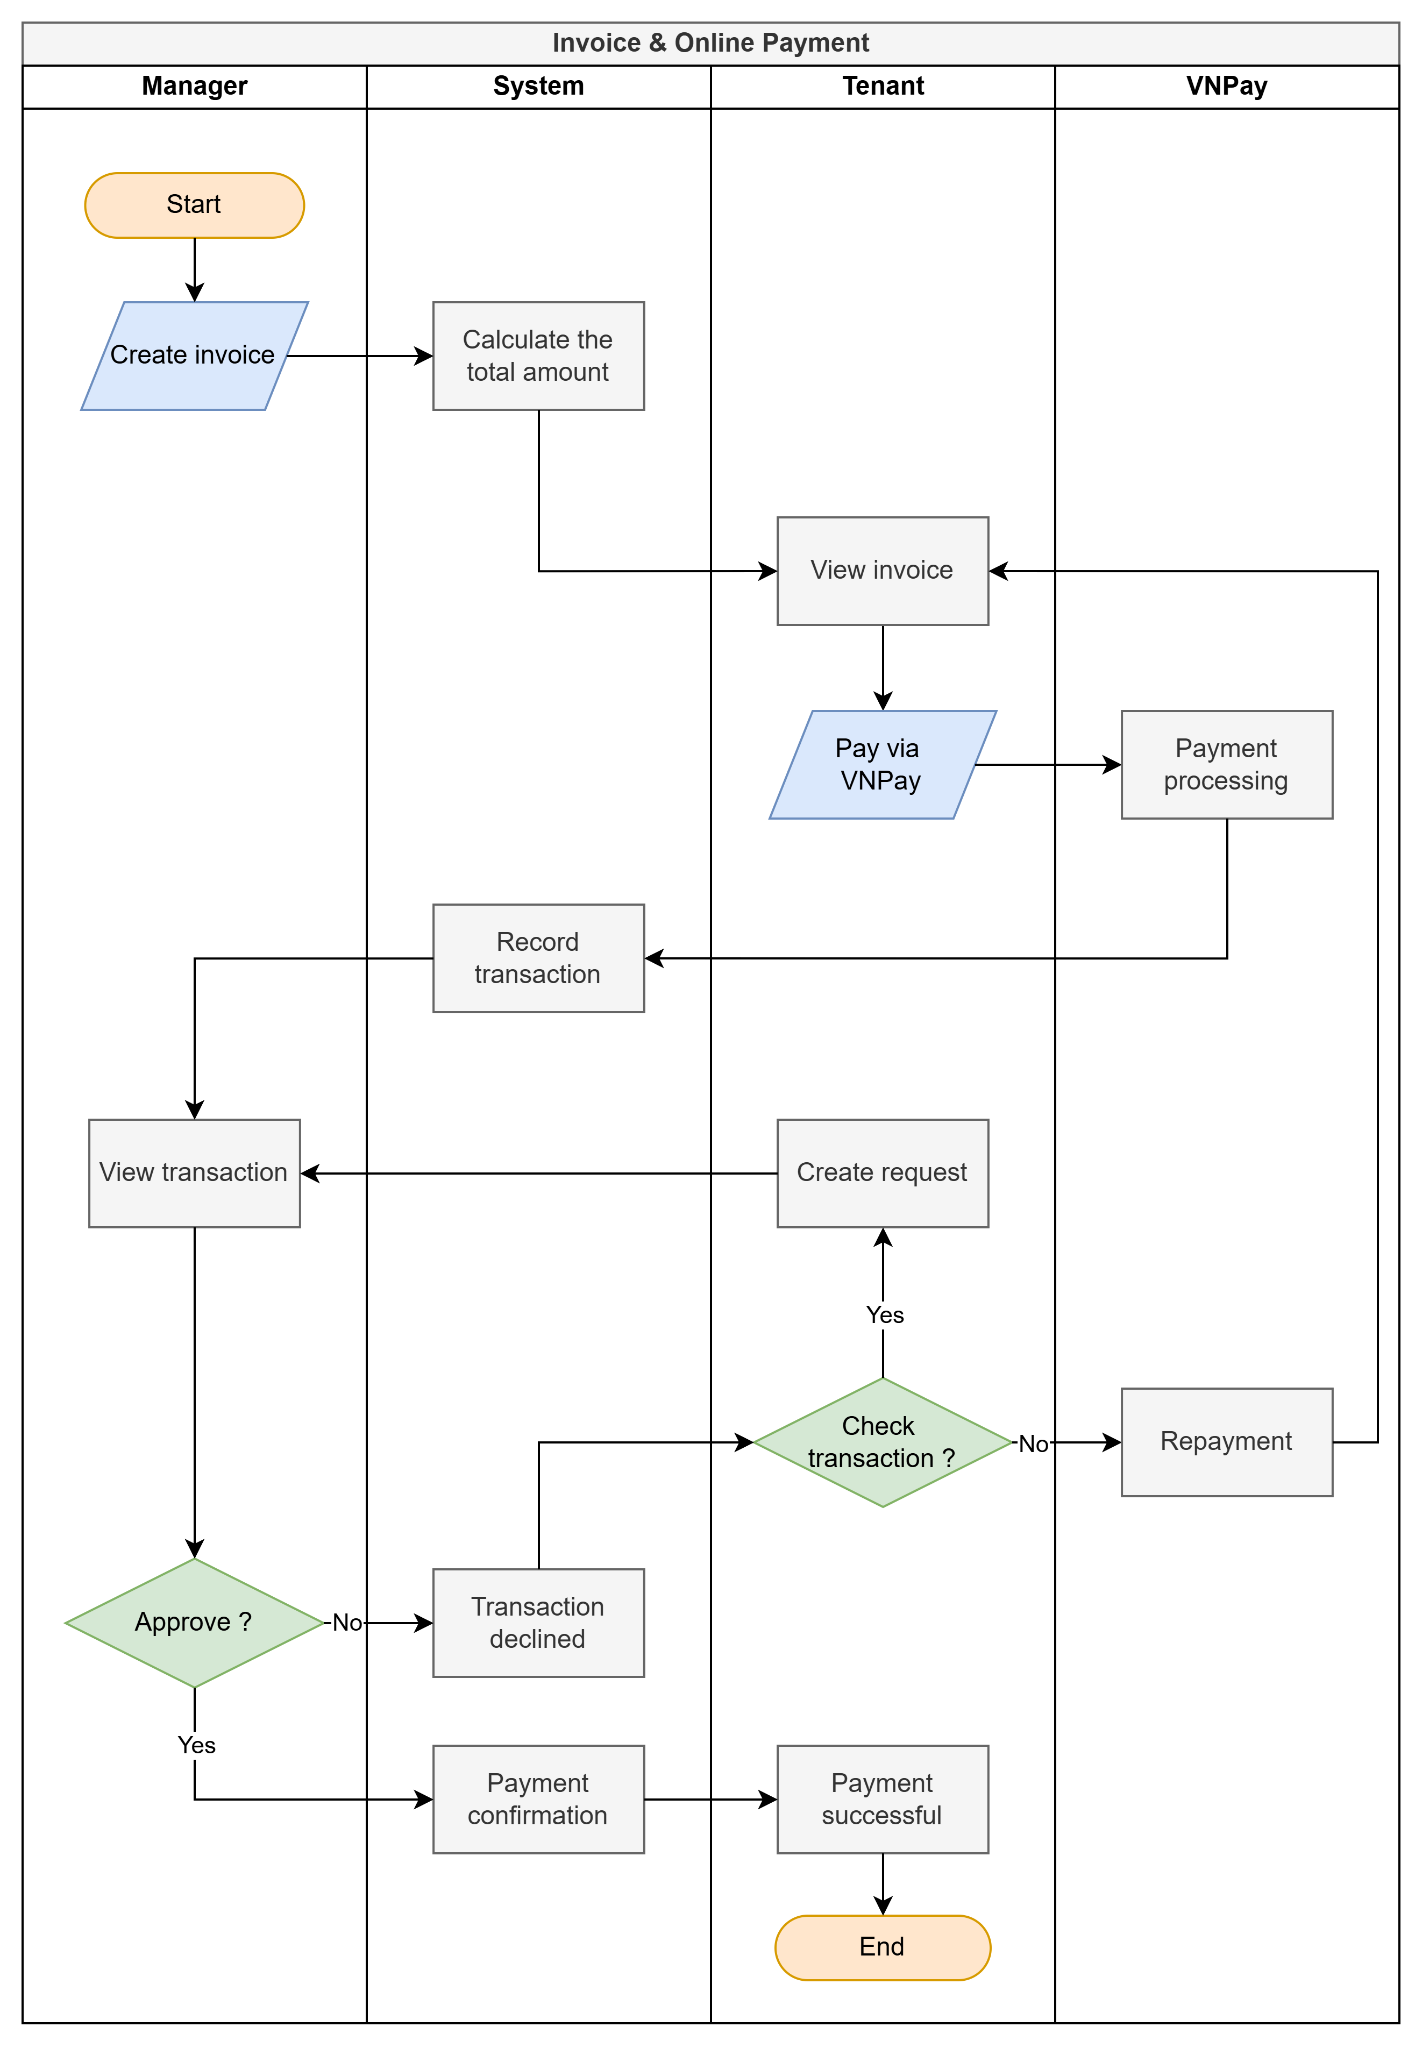 Invoice & Online Payment
Manager
System
Tenant
VNPay
Start
Create invoice
Calculate the
total amount
View invoice
Pay via
VNPay
Payment
processing
Record
transaction
View transaction
Create request
Yes
Check
transaction ?
No
Repayment
Approve ?
No
Transaction
declined
Yes
Payment
confirmation
Payment
successful
End